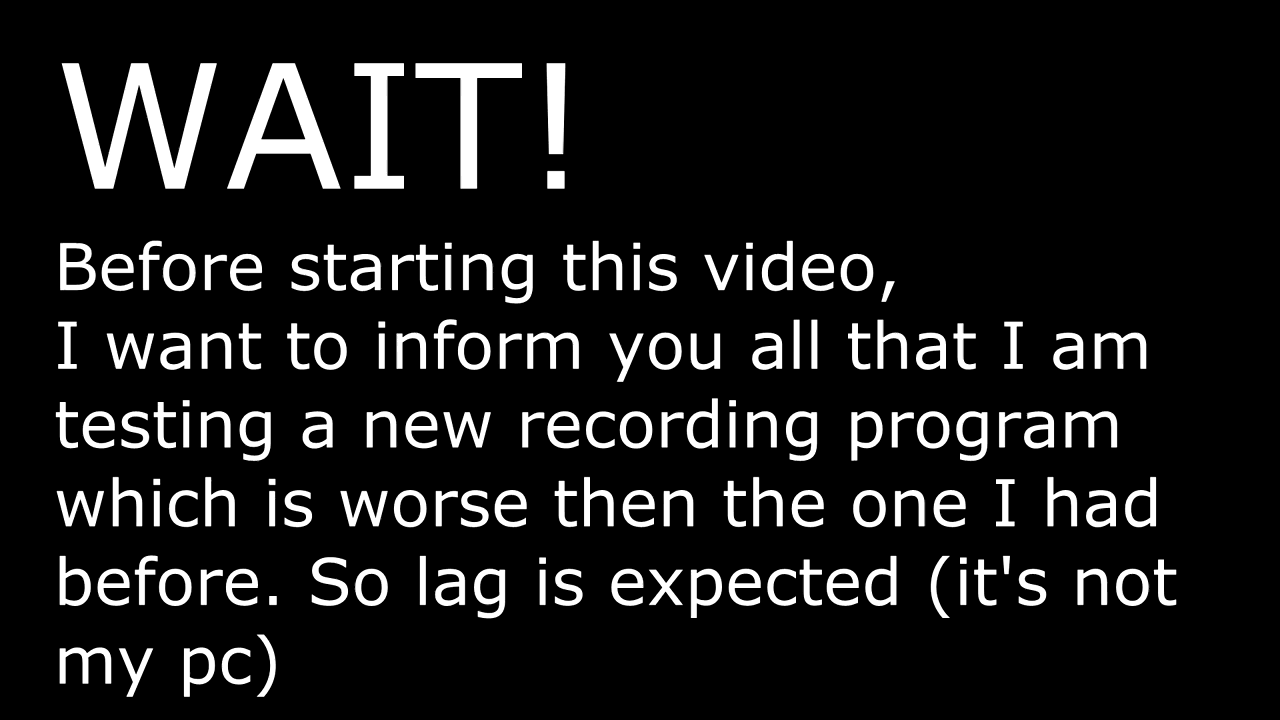 WAIT!
Before starting this video,
I want to inform you all that I am
testing a new recording program
which is worse then the one I had
before. So lag is expected (it's not
my pc)